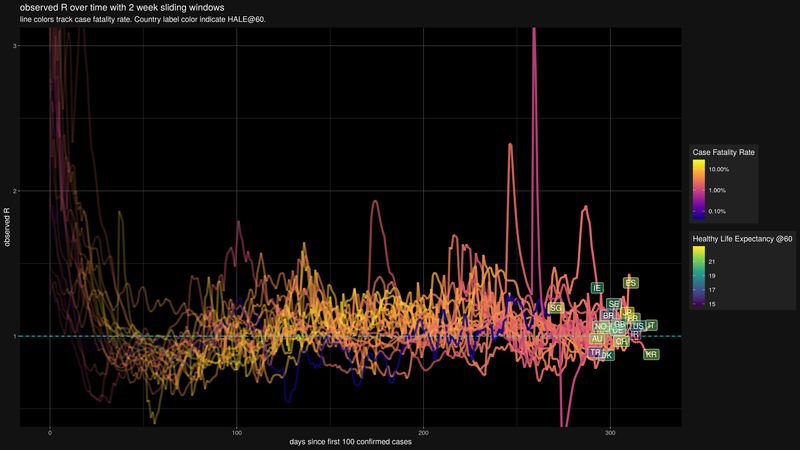 observed R over time with 2 week sliding windows
line colors track case fatality rate. Country label color indicate HALE@60.
observed R
3
2
1
0
100
200
300
days since first 100 confirmed cases
Case Fatality Rate
10.00%
1.00%
0.10%
Healthy Life Expectancy @60
21
19
17
15
ES
IE
SE
SG
BR
GB
US
IT
NO
AU
CH
TR
DK
KR